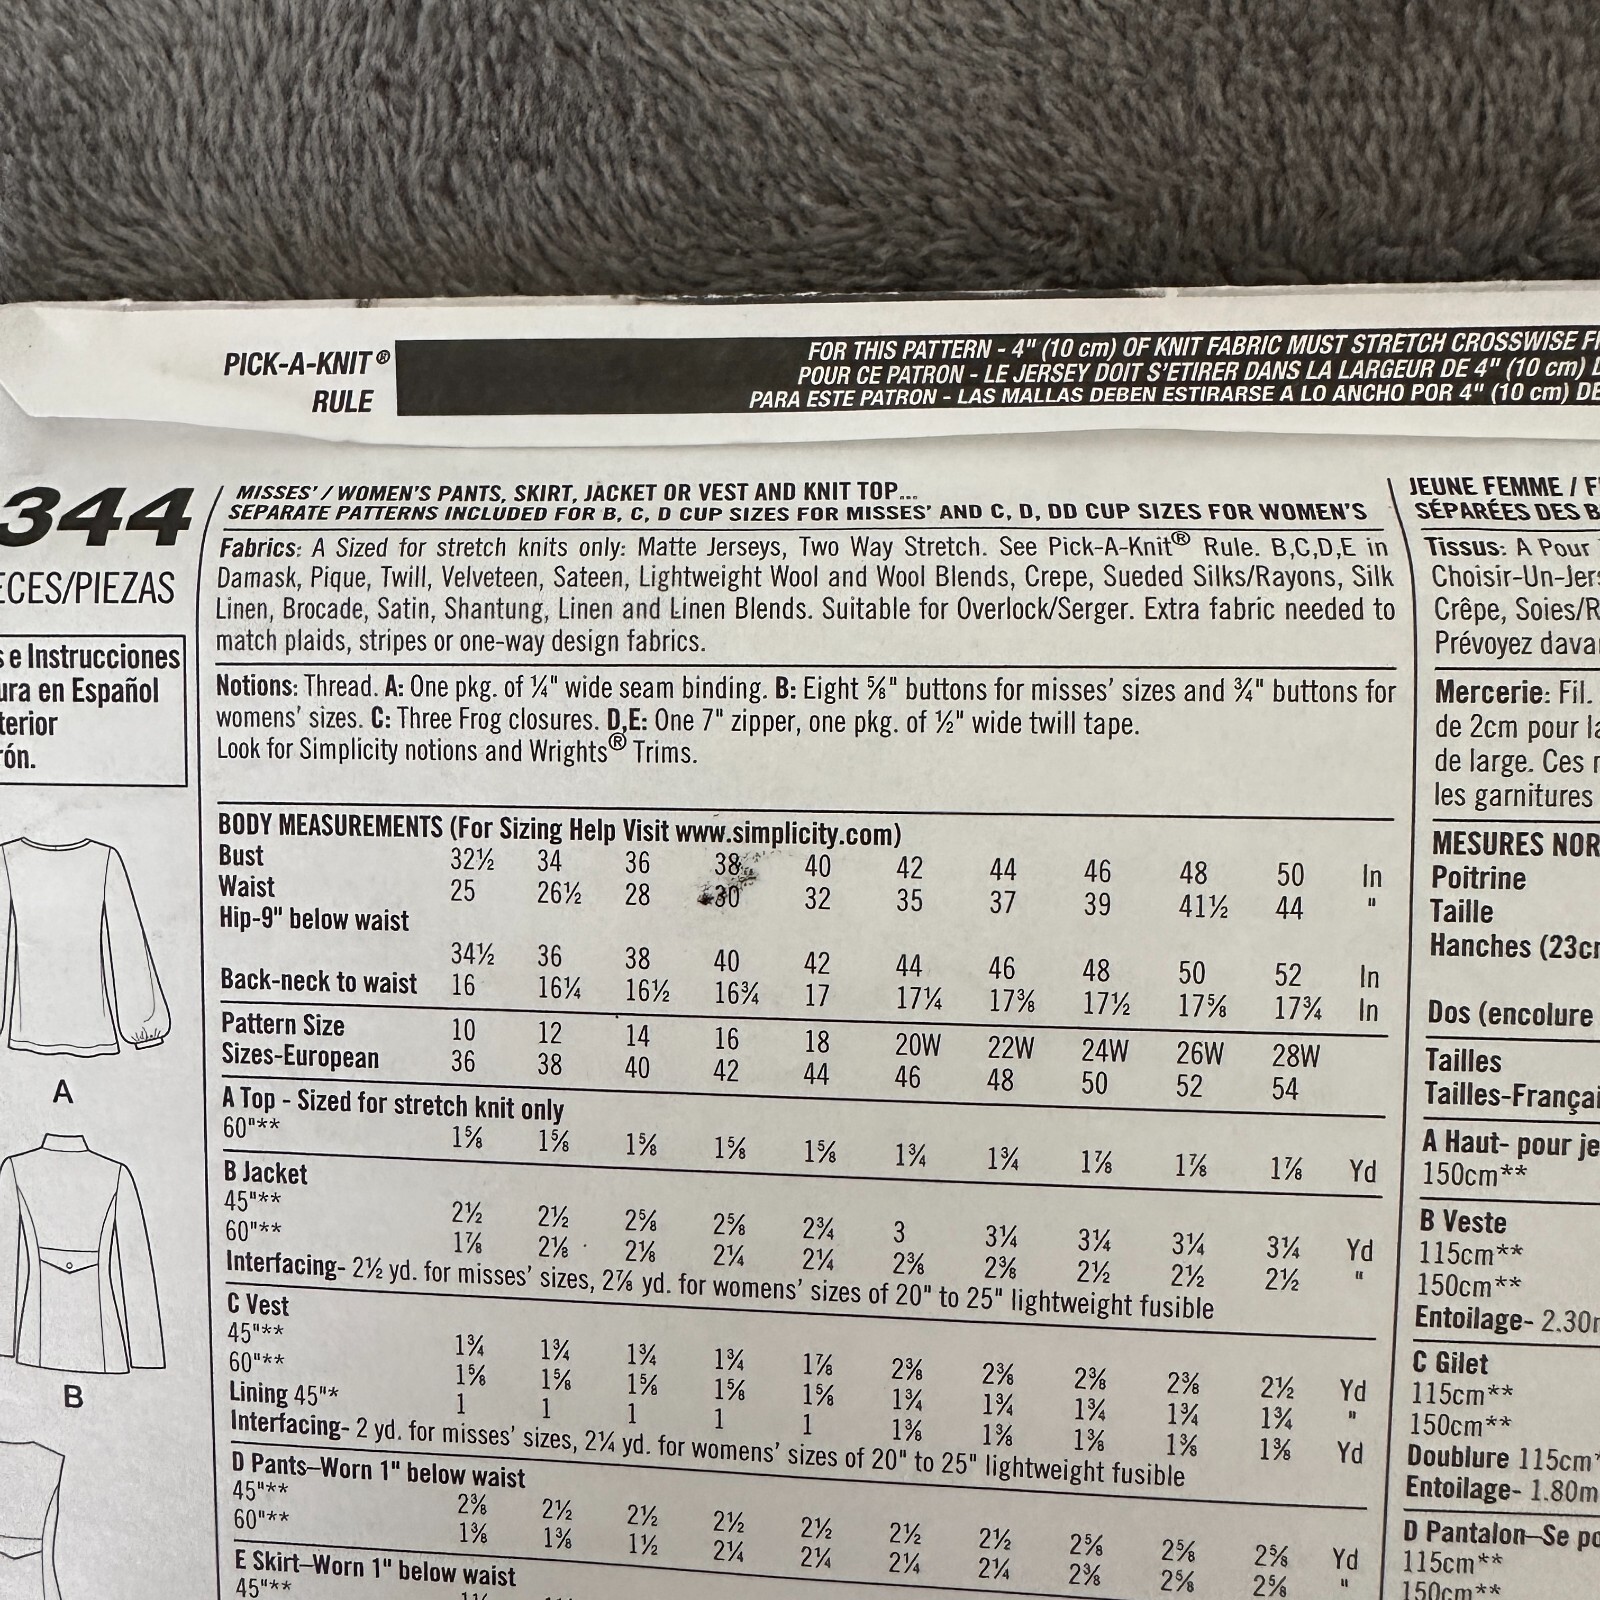 PICK-A-KNIT®
RULE
FOR THIS PATTERN - 4" (10 cm) OF KNIT FABRIC MUST STRETCH CROSSWISE
POUR CE PATRON - LE JERSEY DOIT S'ETIRER DANS LA LARGEUR DE 4" (10 cm)
PARA ESTE PATRON - LAS MALLAS DEBEN ESTIRARSE A LO ANCHO POR 4" (10 cm) DE
344
ECES/PIEZAS
s e Instrucciones
ura en Español
terior
rón.
A
B
MISSES' / WOMEN'S PANTS, SKIRT, JACKET OR VEST AND KNIT TOP...
SEPARATE PATTERNS INCLUDED FOR B, C, D CUP SIZES FOR MISSES' AND C, D, DD CUP SIZES FOR WOMEN'S
Fabrics: A Sized for stretch knits only: Matte Jerseys, Two Way Stretch. See Pick-A-Knit® Rule. B,C,D,E in
Damask, Pique, Twill, Velveteen, Sateen, Lightweight Wool and Wool Blends, Crepe, Sueded Silks/Rayons, Silk
Linen, Brocade, Satin, Shantung, Linen and Linen Blends. Suitable for Overlock/Serger. Extra fabric needed to
match plaids, stripes or one-way design fabrics.
Notions: Thread. A: One pkg. of ¼" wide seam binding. B: Eight ⅝" buttons for misses' sizes and ¾" buttons for
womens' sizes. C: Three Frog closures. D,E: One 7" zipper, one pkg. of ½" wide twill tape.
Look for Simplicity notions and Wrights® Trims.
BODY MEASUREMENTS (For Sizing Help Visit www.simplicity.com)
Bust 32½ 34 36 38 40 42 44 46 48 50 In
Waist 25 26½ 28 30 32 35 37 39 41½ 44 "
Hip-9" below waist
34½ 36 38 40 42 44 46 48 50 52 In
Back-neck to waist 16 16¼ 16½ 16¾ 17 17¼ 17⅜ 17½ 17⅝ 17¾ In
Pattern Size 10 12 14 16 18 20W 22W 24W 26W 28W
Sizes-European 36 38 40 42 44 46 48 50 52 54
A Top - Sized for stretch knit only
60"** 1⅝ 1⅝ 1⅝ 1⅝ 1⅝ 1¾ 1¾ 1⅞ 1⅞ 1⅞ Yd
B Jacket
45"** 2½ 2½ 2⅝ 2⅝ 2¾ 3 3¼ 3¼ 3¼ 3¼ Yd
60"** 1⅞ 2⅛ 2⅛ 2¼ 2¼ 2⅜ 2⅜ 2½ 2½ 2½ "
Interfacing- 2½ yd. for misses' sizes, 2⅞ yd. for womens' sizes of 20" to 25" lightweight fusible
C Vest
45"** 1¾ 1¾ 1¾ 1¾ 1⅞ 2⅜ 2⅜ 2⅜ 2⅜ 2½ Yd
60"** 1⅝ 1⅝ 1⅝ 1⅝ 1⅝ 1¾ 1¾ 1¾ 1¾ 1¾ "
Lining 45"* 1 1 1 1 1 1⅜ 1⅜ 1⅜ 1⅜ 1⅜ Yd
Interfacing- 2 yd. for misses' sizes, 2¼ yd. for womens' sizes of 20" to 25" lightweight fusible
D Pants–Worn 1" below waist
45"** 2⅜ 2½ 2½ 2½ 2½ 2½ 2½ 2⅝ 2⅝ 2⅝ Yd
60"** 1⅜ 1⅜ 1½ 2¼ 2¼ 2¼ 2¼ 2⅜ 2⅝ 2⅝ "
E Skirt–Worn 1" below waist
45"**
JEUNE FEMME /
SÉPARÉES DES B
Tissus: A Pour
Choisir-Un-Jers
Crêpe, Soies/R
Prévoyez dava
Mercerie: Fil.
de 2cm pour la
de large. Ces
les garnitures
MESURES NOR
Poitrine
Taille
Hanches (23cm
Dos (encolure
Tailles
Tailles-Françai
A Haut- pour je
150cm**
B Veste
115cm**
150cm**
Entoilage- 2.30m
C Gilet
115cm**
150cm**
Doublure 115cm*
Entoilage- 1.80m
D Pantalon–Se po
115cm**
150cm**